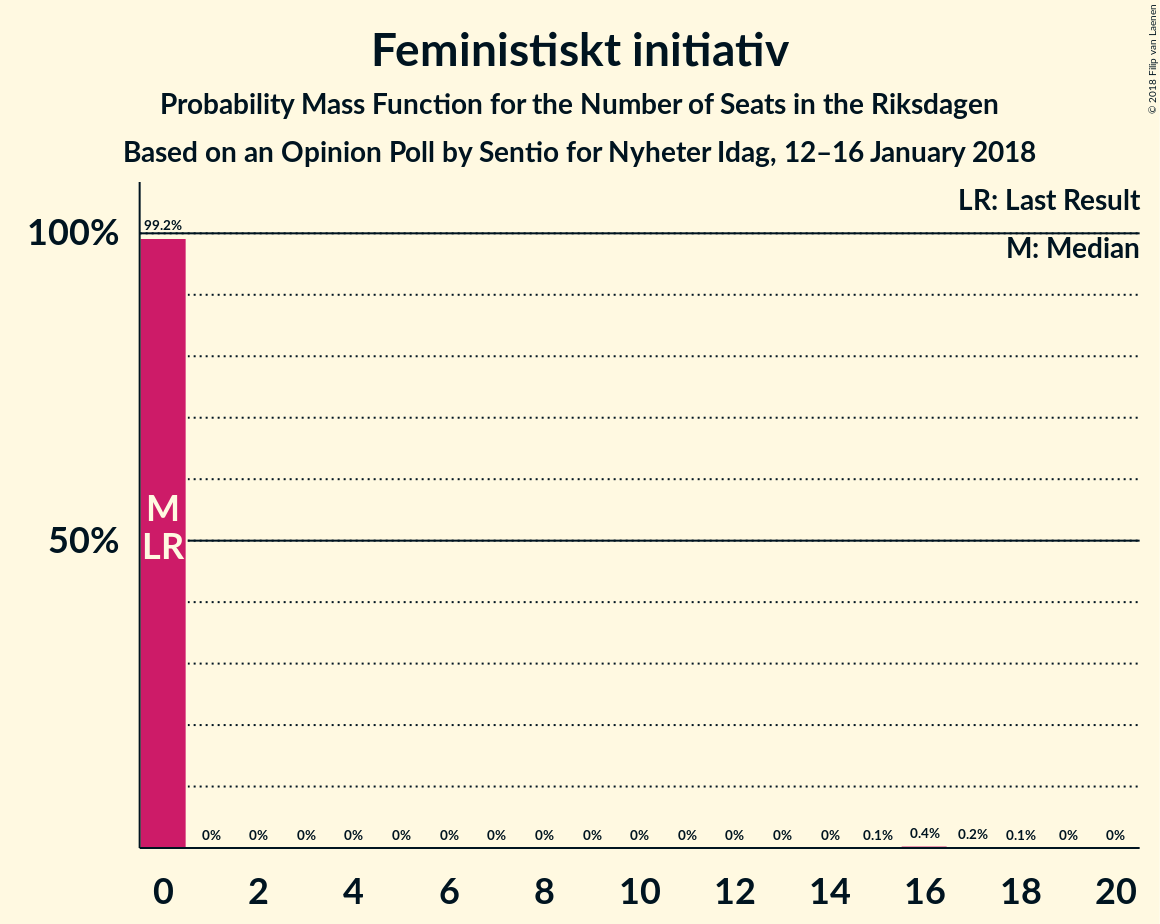 Feministiskt initiativ
Probability Mass Function for the Number of Seats in the Riksdagen
Based on an Opinion Poll by Sentio for Nyheter Idag, 12–16 January 2018
© 2018 Filip van Laenen
LR: Last Result
M: Median
100%
50%
99.2%
M
LR
0% 0% 0% 0% 0% 0% 0% 0% 0% 0% 0% 0% 0% 0% 0.1% 0.4% 0.2% 0.1% 0% 0%
0 2 4 6 8 10 12 14 16 18 20